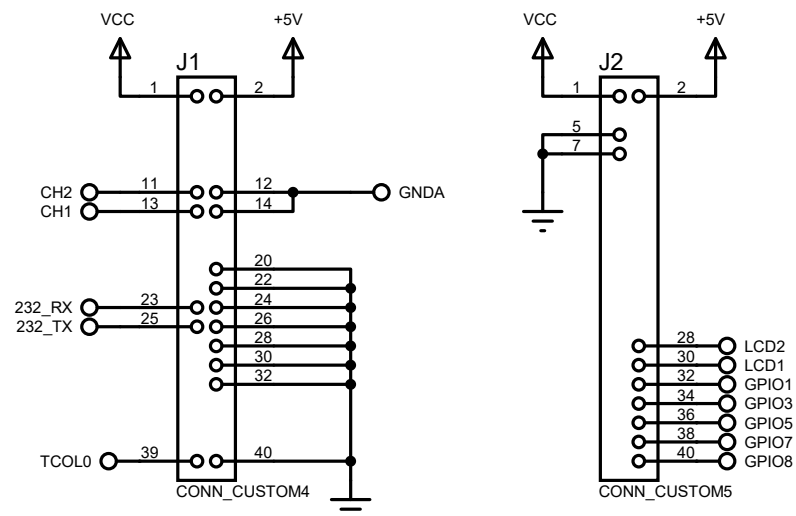 VCC +5V VCC +5V
J1 J2
1 2 1 2
5
7
CH2 11 12 GNDA
CH1 13 14
20
22
232_RX 23 24
232_TX 25 26
28 28 LCD2
30 30 LCD1
32 32 GPIO1
34 GPIO3
36 GPIO5
38 GPIO7
TCOL0 39 40 40 GPIO8
CONN_CUSTOM4 CONN_CUSTOM5